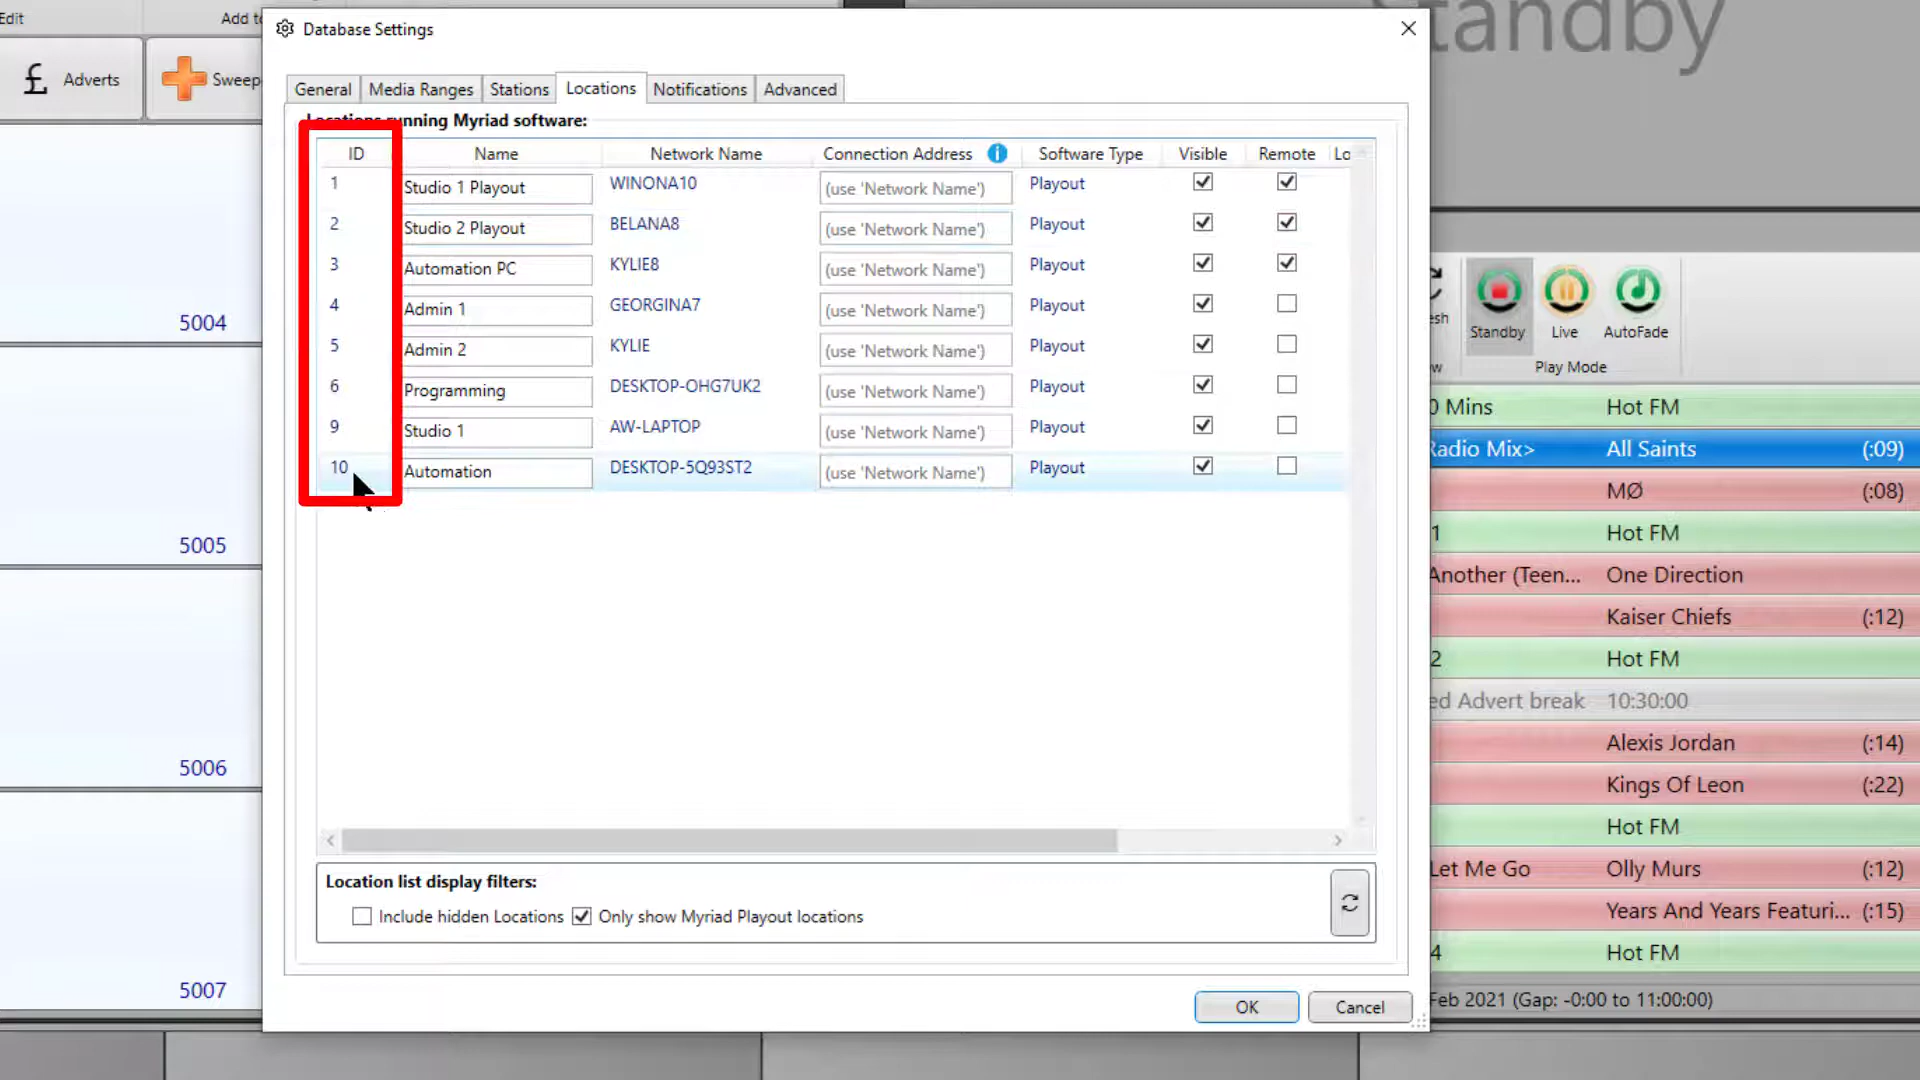 Edit
Add to
£ Adverts
Sweep
5004
5005
5006
5007
Database Settings
General Media Ranges Stations Locations Notifications Advanced
Locations running Myriad software:
ID Name Network Name Connection Address i Software Type Visible Remote Lo
1 Studio 1 Playout WINONA10 (use 'Network Name') Playout
2 Studio 2 Playout BELANA8 (use 'Network Name') Playout
3 Automation PC KYLIE8 (use 'Network Name') Playout
4 Admin 1 GEORGINA7 (use 'Network Name') Playout
5 Admin 2 KYLIE (use 'Network Name') Playout
6 Programming DESKTOP-OHG7UK2 (use 'Network Name') Playout
9 Studio 1 AW-LAPTOP (use 'Network Name') Playout
10 Automation DESKTOP-5Q93ST2 (use 'Network Name') Playout
Location list display filters:
Include hidden Locations Only show Myriad Playout locations
OK Cancel
tandby
esh Standby Live AutoFade
ow Play Mode
0 Mins Hot FM
Radio Mix> All Saints (:09)
MØ (:08)
1 Hot FM
Another (Teen... One Direction
Kaiser Chiefs (:12)
2 Hot FM
ed Advert break 10:30:00
Alexis Jordan (:14)
Kings Of Leon (:22)
Hot FM
Let Me Go Olly Murs (:12)
Years And Years Featuri... (:15)
4 Hot FM
Feb 2021 (Gap: -0:00 to 11:00:00)